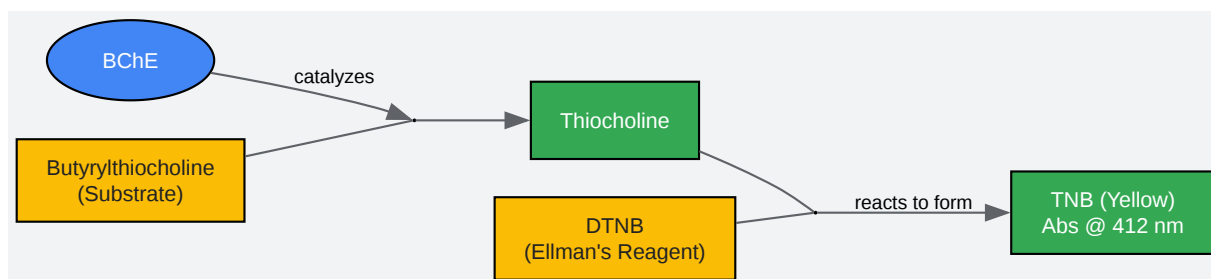 BChE
catalyzes
Butyrylthiocholine
(Substrate)
Thiocholine
DTNB
(Ellman's Reagent)
reacts to form
TNB (Yellow)
Abs @ 412 nm